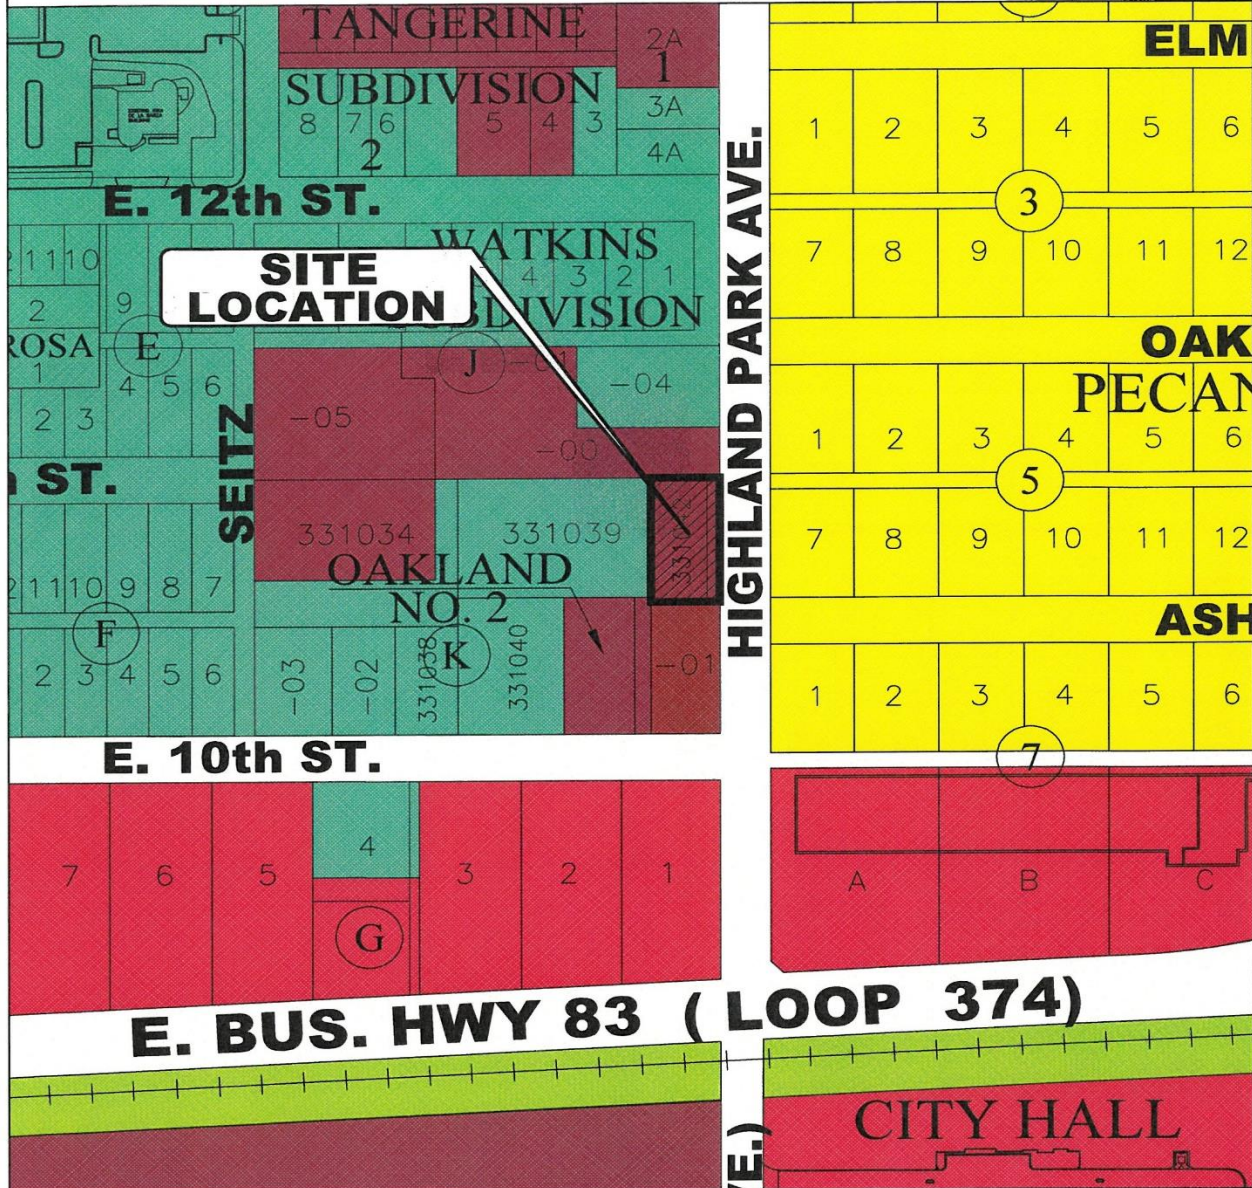 TANGERINE
2A
1
ELM
SUBDIVISION
8 7 6 5 4 3
3A
2
4A
1 2 3 4 5 6
E. 12th ST.
3
WATKINS
11 10
7 8 9 10 11 12
SITE
LOCATION
9
4 3 2 1
2
SUBDIVISION
ROSA
E
J
OAK
1
4 5 6
-04
PECAN
2 3
-05
-00
1 2 3 4 5 6
ST.
SEITZ
5
HIGHLAND PARK AVE.
331034
331039
7 8 9 10 11 12
OAKLAND
NO. 2
11 10 9 8 7
ASH
F
K
2 3 4 5 6
-03
-02
331038
331040
-01
1 2 3 4 5 6
E. 10th ST.
7
7 6 5 4 3 2 1
A B C
G
E. BUS. HWY 83 ( LOOP 374)
CITY HALL
VE.)